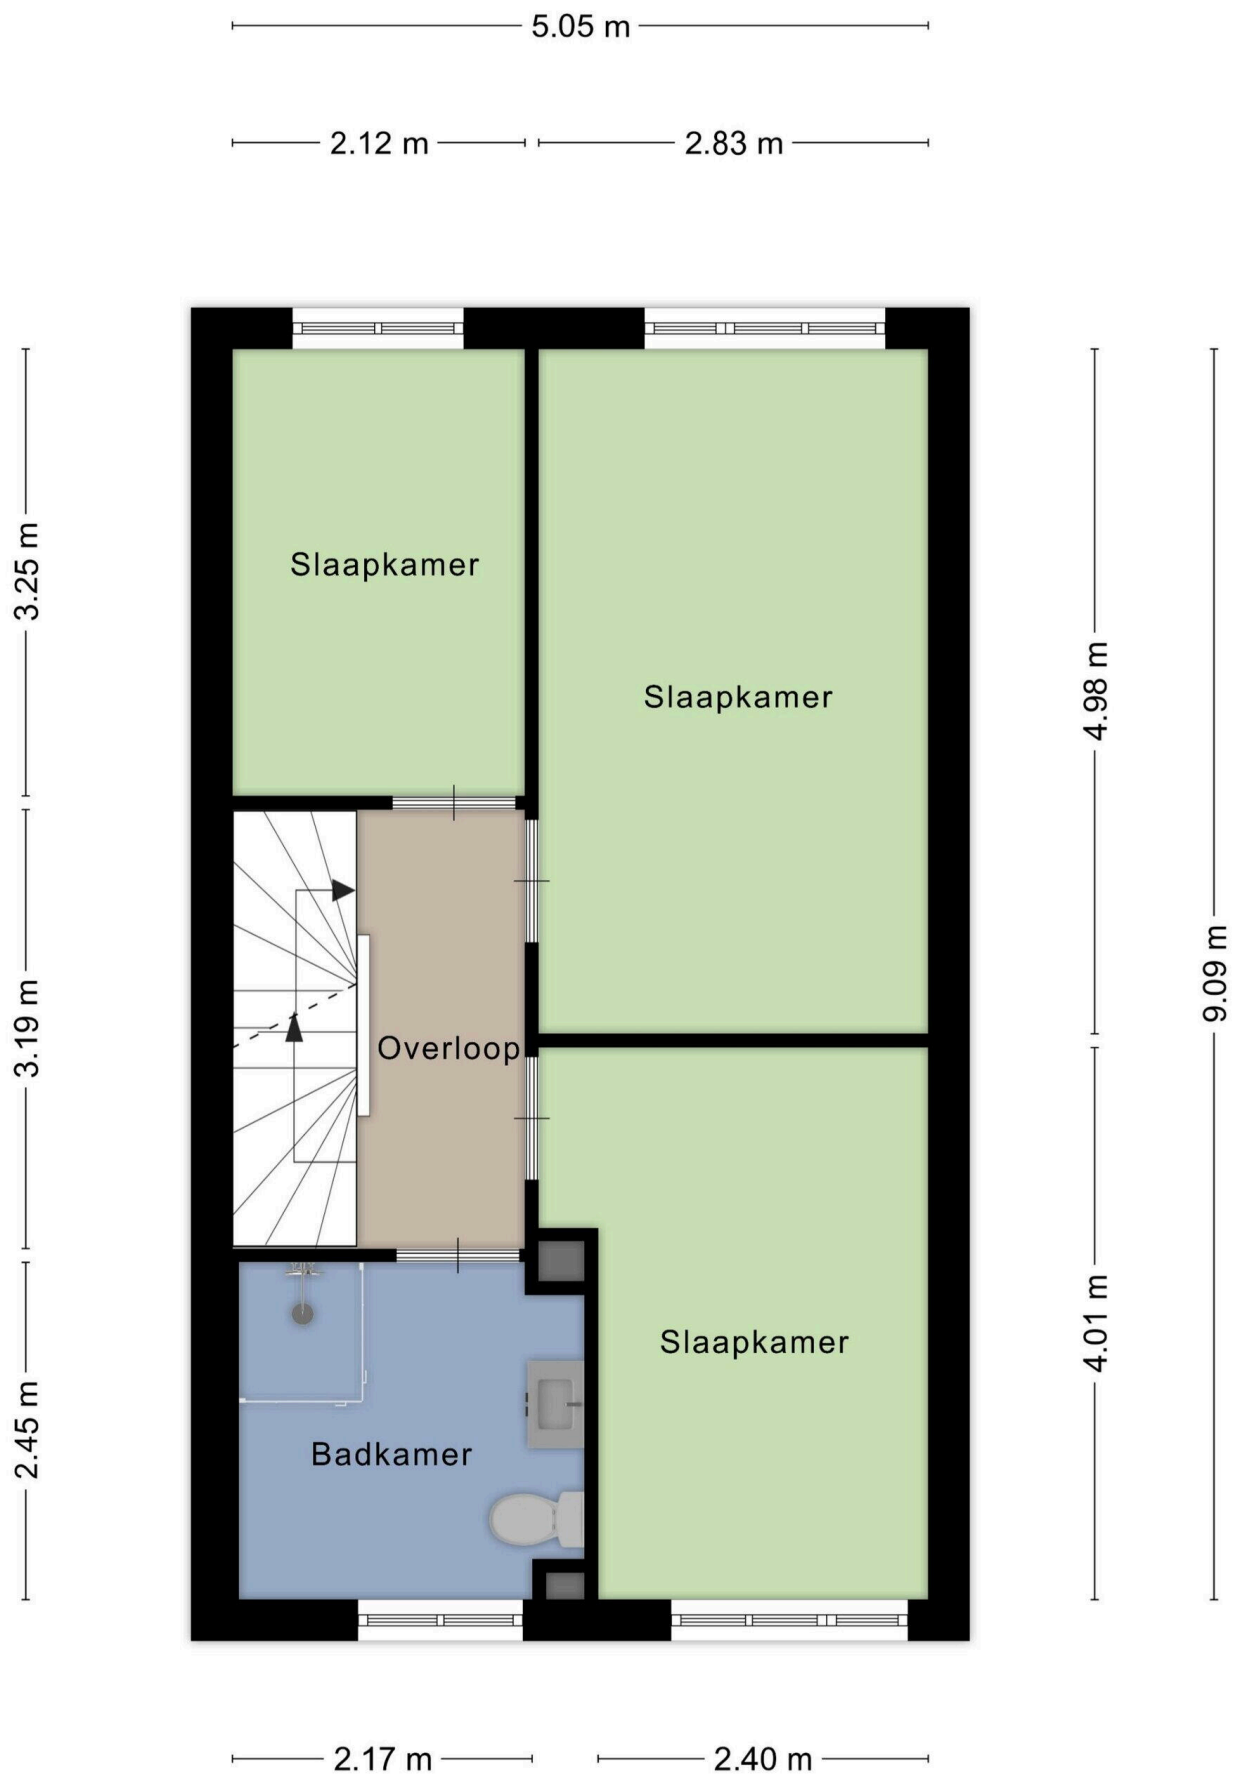 5.05 m
2.12 m
2.83 m
Slaapkamer
3.25 m
Slaapkamer
4.98 m
9.09 m
3.19 m
Overloop
Slaapkamer
4.01 m
2.45 m
Badkamer
2.17 m
2.40 m